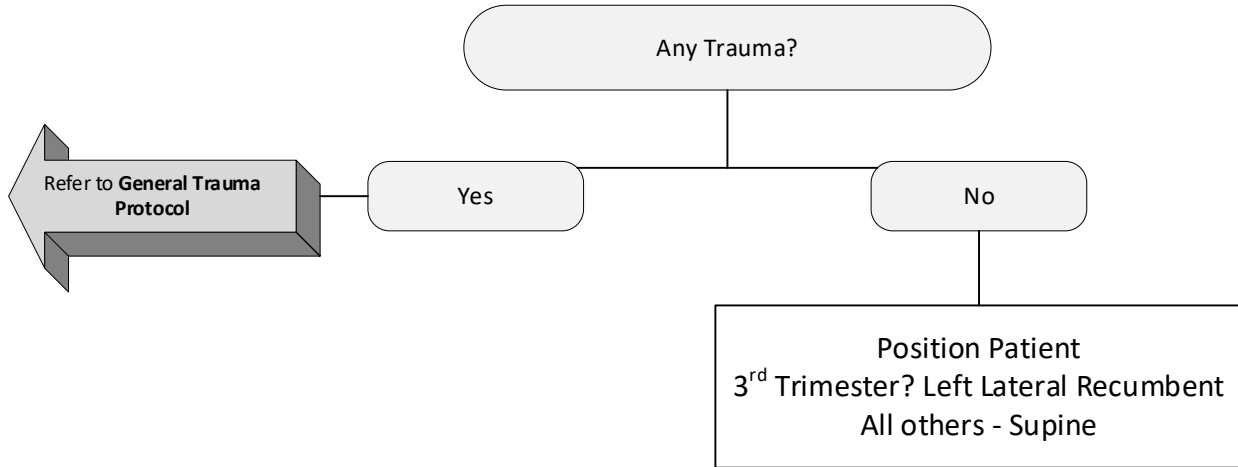 Any Trauma?
Refer to General Trauma
Protocol
Yes
No
Position Patient
3rd Trimester? Left Lateral Recumbent
All others - Supine